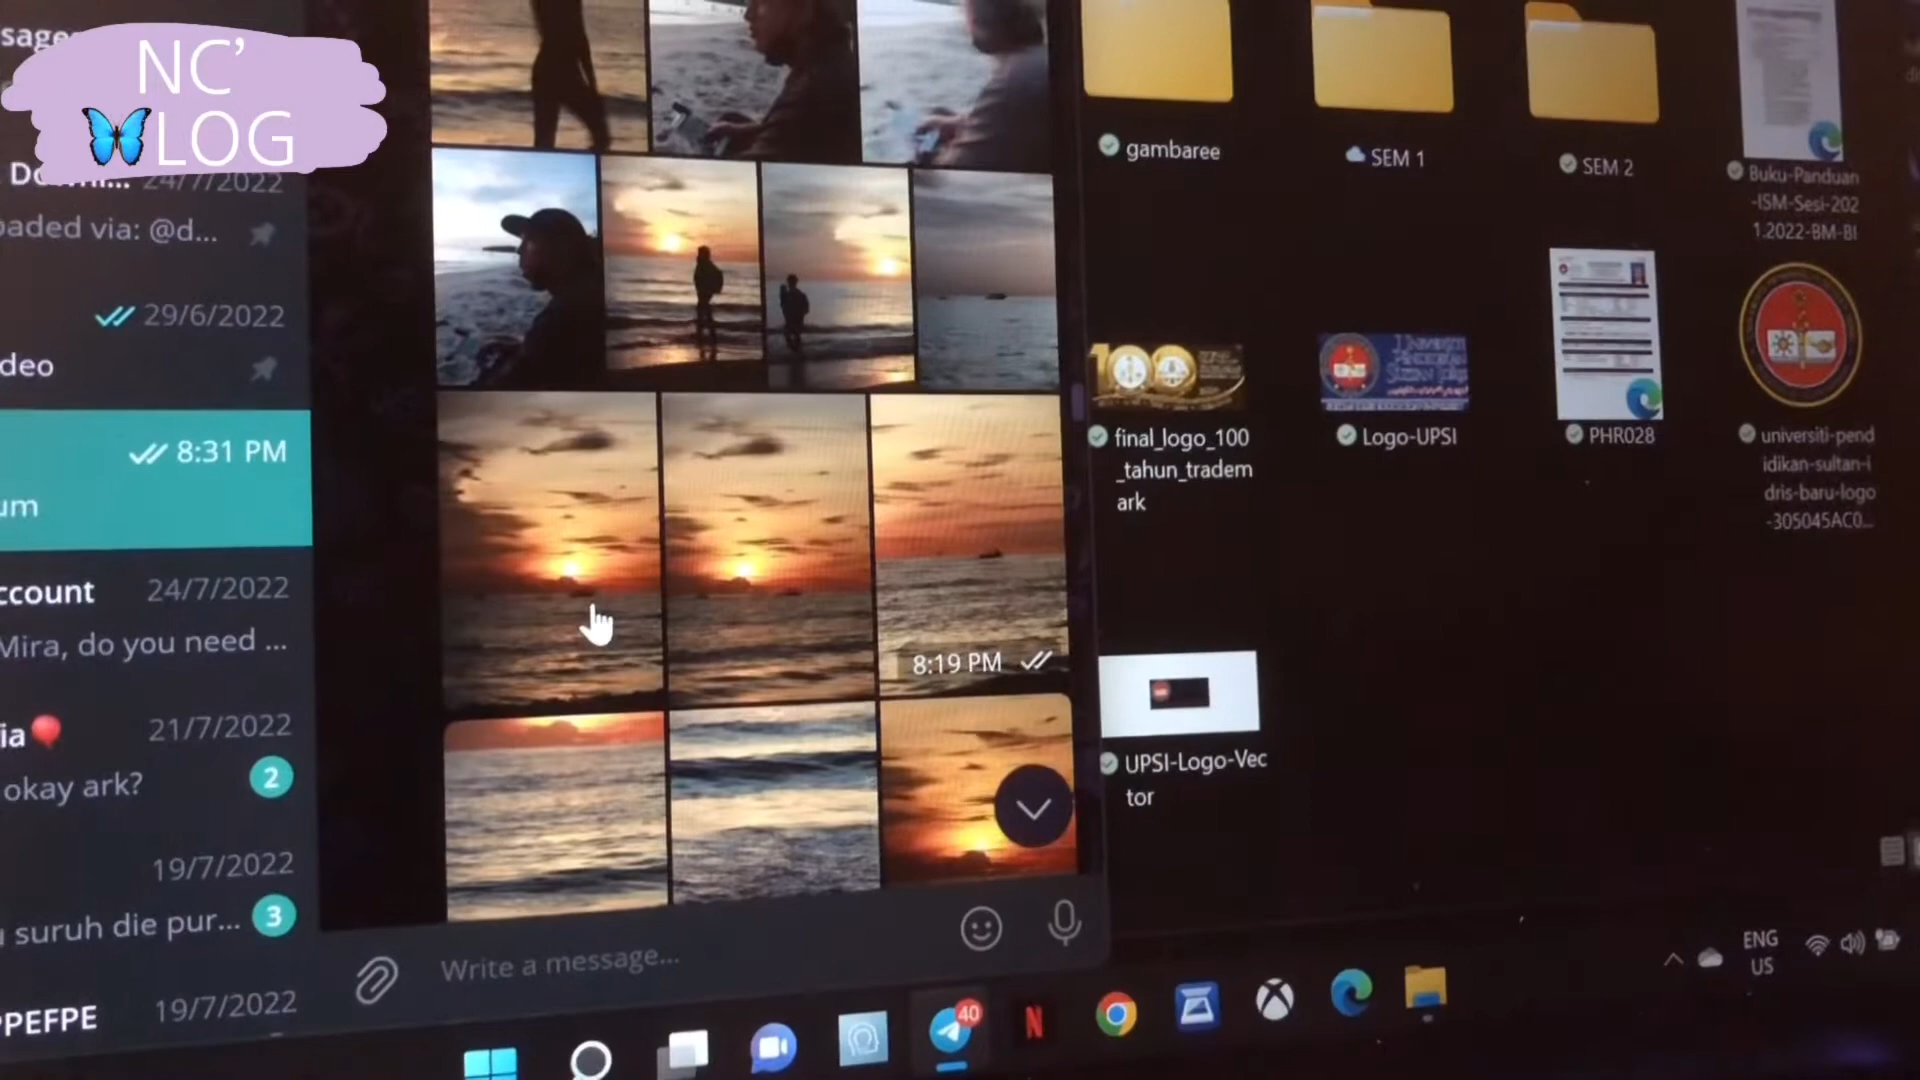 sage
NC'
LOG
24/7/2022
oaded via: @d...
29/6/2022
deo
8:31 PM
um
ccount 24/7/2022
Mira, do you need ...
ia 21/7/2022
okay ark?
2
19/7/2022
suruh die pur...
3
PPEFPE 19/7/2022
8:19 PM
Write a message...
gambaree
SEM 1
SEM 2
Buku-Panduan
-ISM-Sesi-202
1.2022-BM-BI
final_logo_100
_tahun_tradem
ark
Logo-UPSI
PHR028
universiti-pend
idikan-sultan-i
dris-baru-logo
-305045AC0...
UPSI-Logo-Vec
tor
40
N
ENG
US